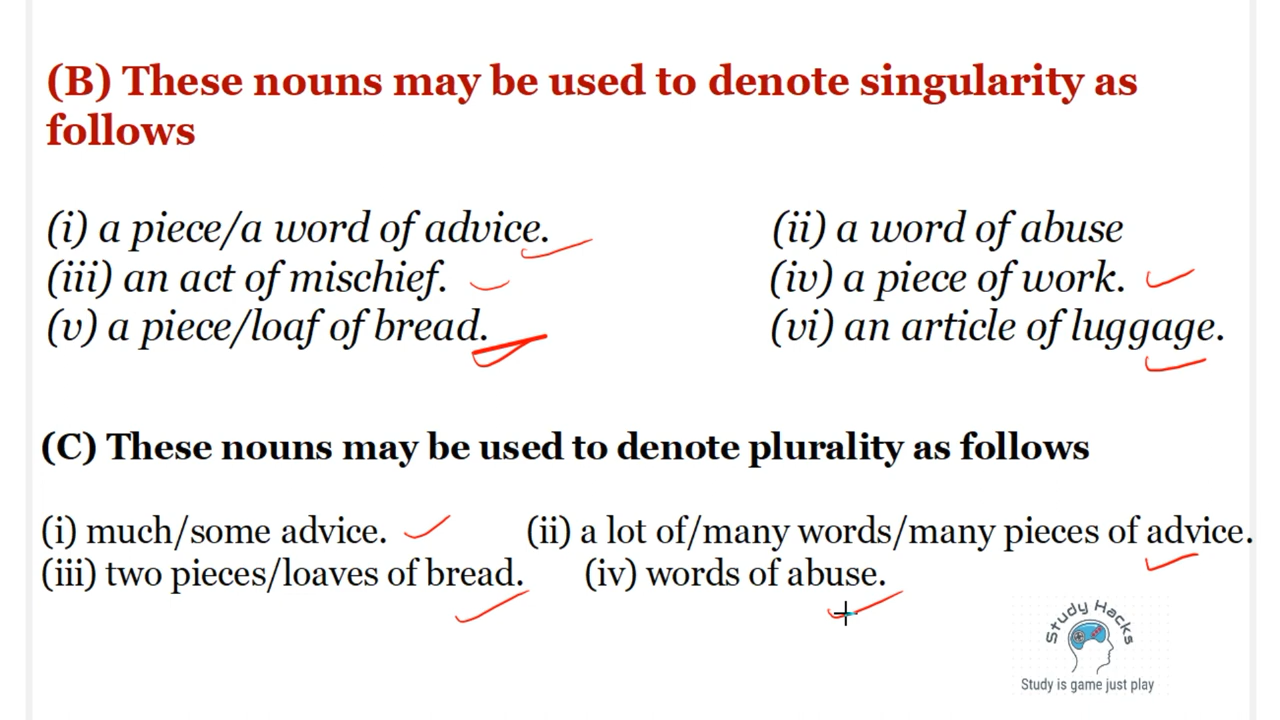 (B) These nouns may be used to denote singularity as
follows
(i) a piece/a word of advice.
(ii) a word of abuse
(iii) an act of mischief.
(iv) a piece of work.
(v) a piece/loaf of bread.
(vi) an article of luggage.
(C) These nouns may be used to denote plurality as follows
(i) much/some advice.
(ii) a lot of/many words/many pieces of advice.
(iii) two pieces/loaves of bread.
(iv) words of abuse.
Study Hacks
Study is game just play